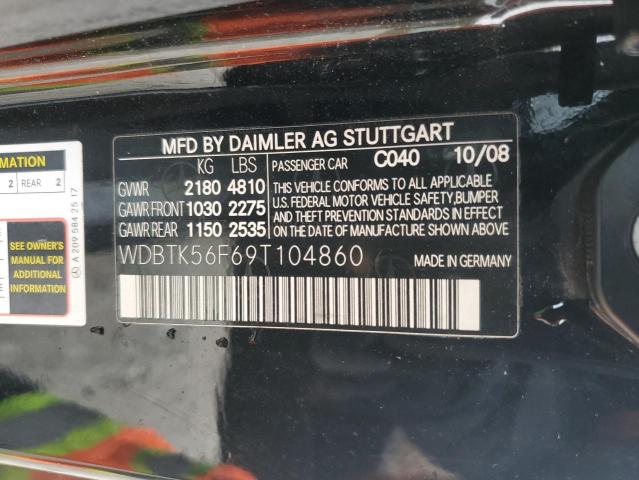 MFD BY DAIMLER AG STUTTGART
KG LBS PASSENGER CAR C040 10/08
GVWR 2180 4810
GAWR FRONT 1030 2275
GAWR REAR 1150 2535
THIS VEHICLE CONFORMS TO ALL APPLICABLE
U.S. FEDERAL MOTOR VEHICLE SAFETY, BUMPER
AND THEFT PREVENTION STANDARDS IN EFFECT
ON THE DATE OF MANUFACTURE SHOWN ABOVE
WDBTK56F69T104860 MADE IN GERMANY
2 REAR 2
SEE OWNER'S
MANUAL FOR
ADDITIONAL
INFORMATION
A 209 584 25 17